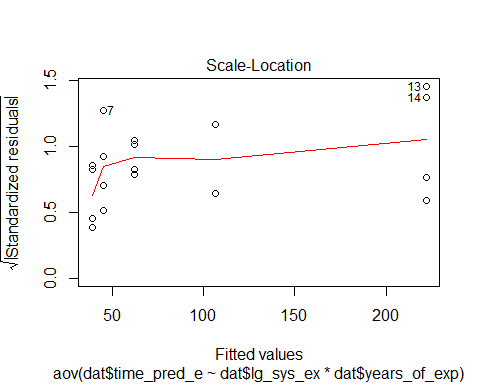 Scale-Location
√|Standardized residuals|
1.5
1.0
0.5
0.0
13
14
7
50
100
150
200
Fitted values
aov(dat$time_pred_e ~ dat$lg_sys_ex * dat$years_of_exp)